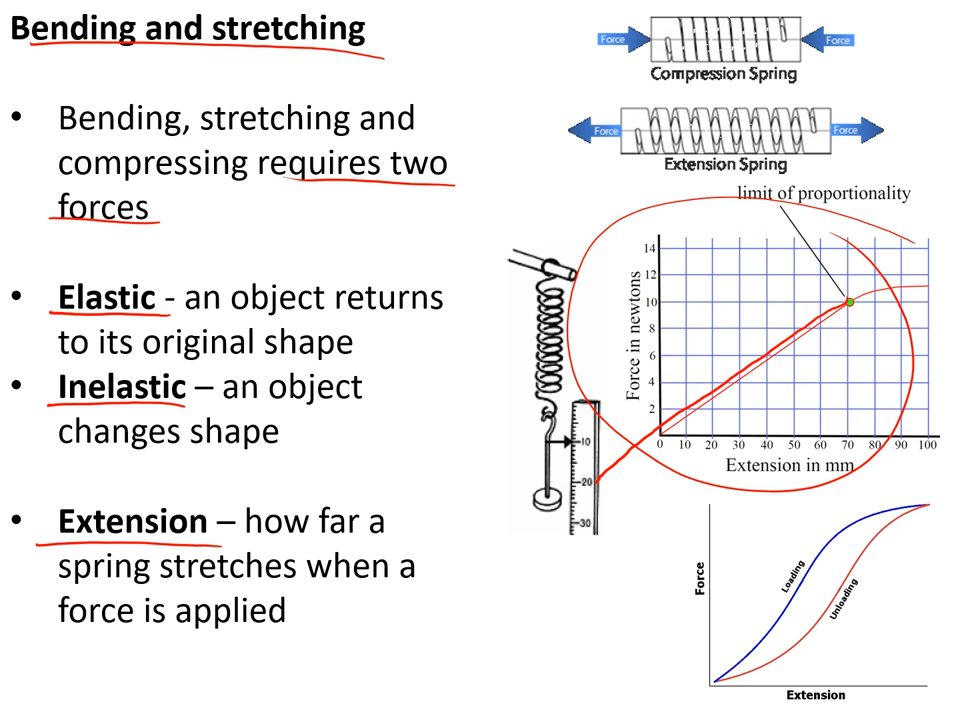 Bending and stretching
• Bending, stretching and
compressing requires two
forces
• Elastic - an object returns
to its original shape
• Inelastic – an object
changes shape
• Extension – how far a
spring stretches when a
force is applied
Force Force
Compression Spring
Force Force
Extension Spring
limit of proportionality
Force in newtons
14
12
10
8
6
4
2
0 10 20 30 40 50 60 70 80 90 100
Extension in mm
10
20
30
Force
Loading
Unloading
Extension